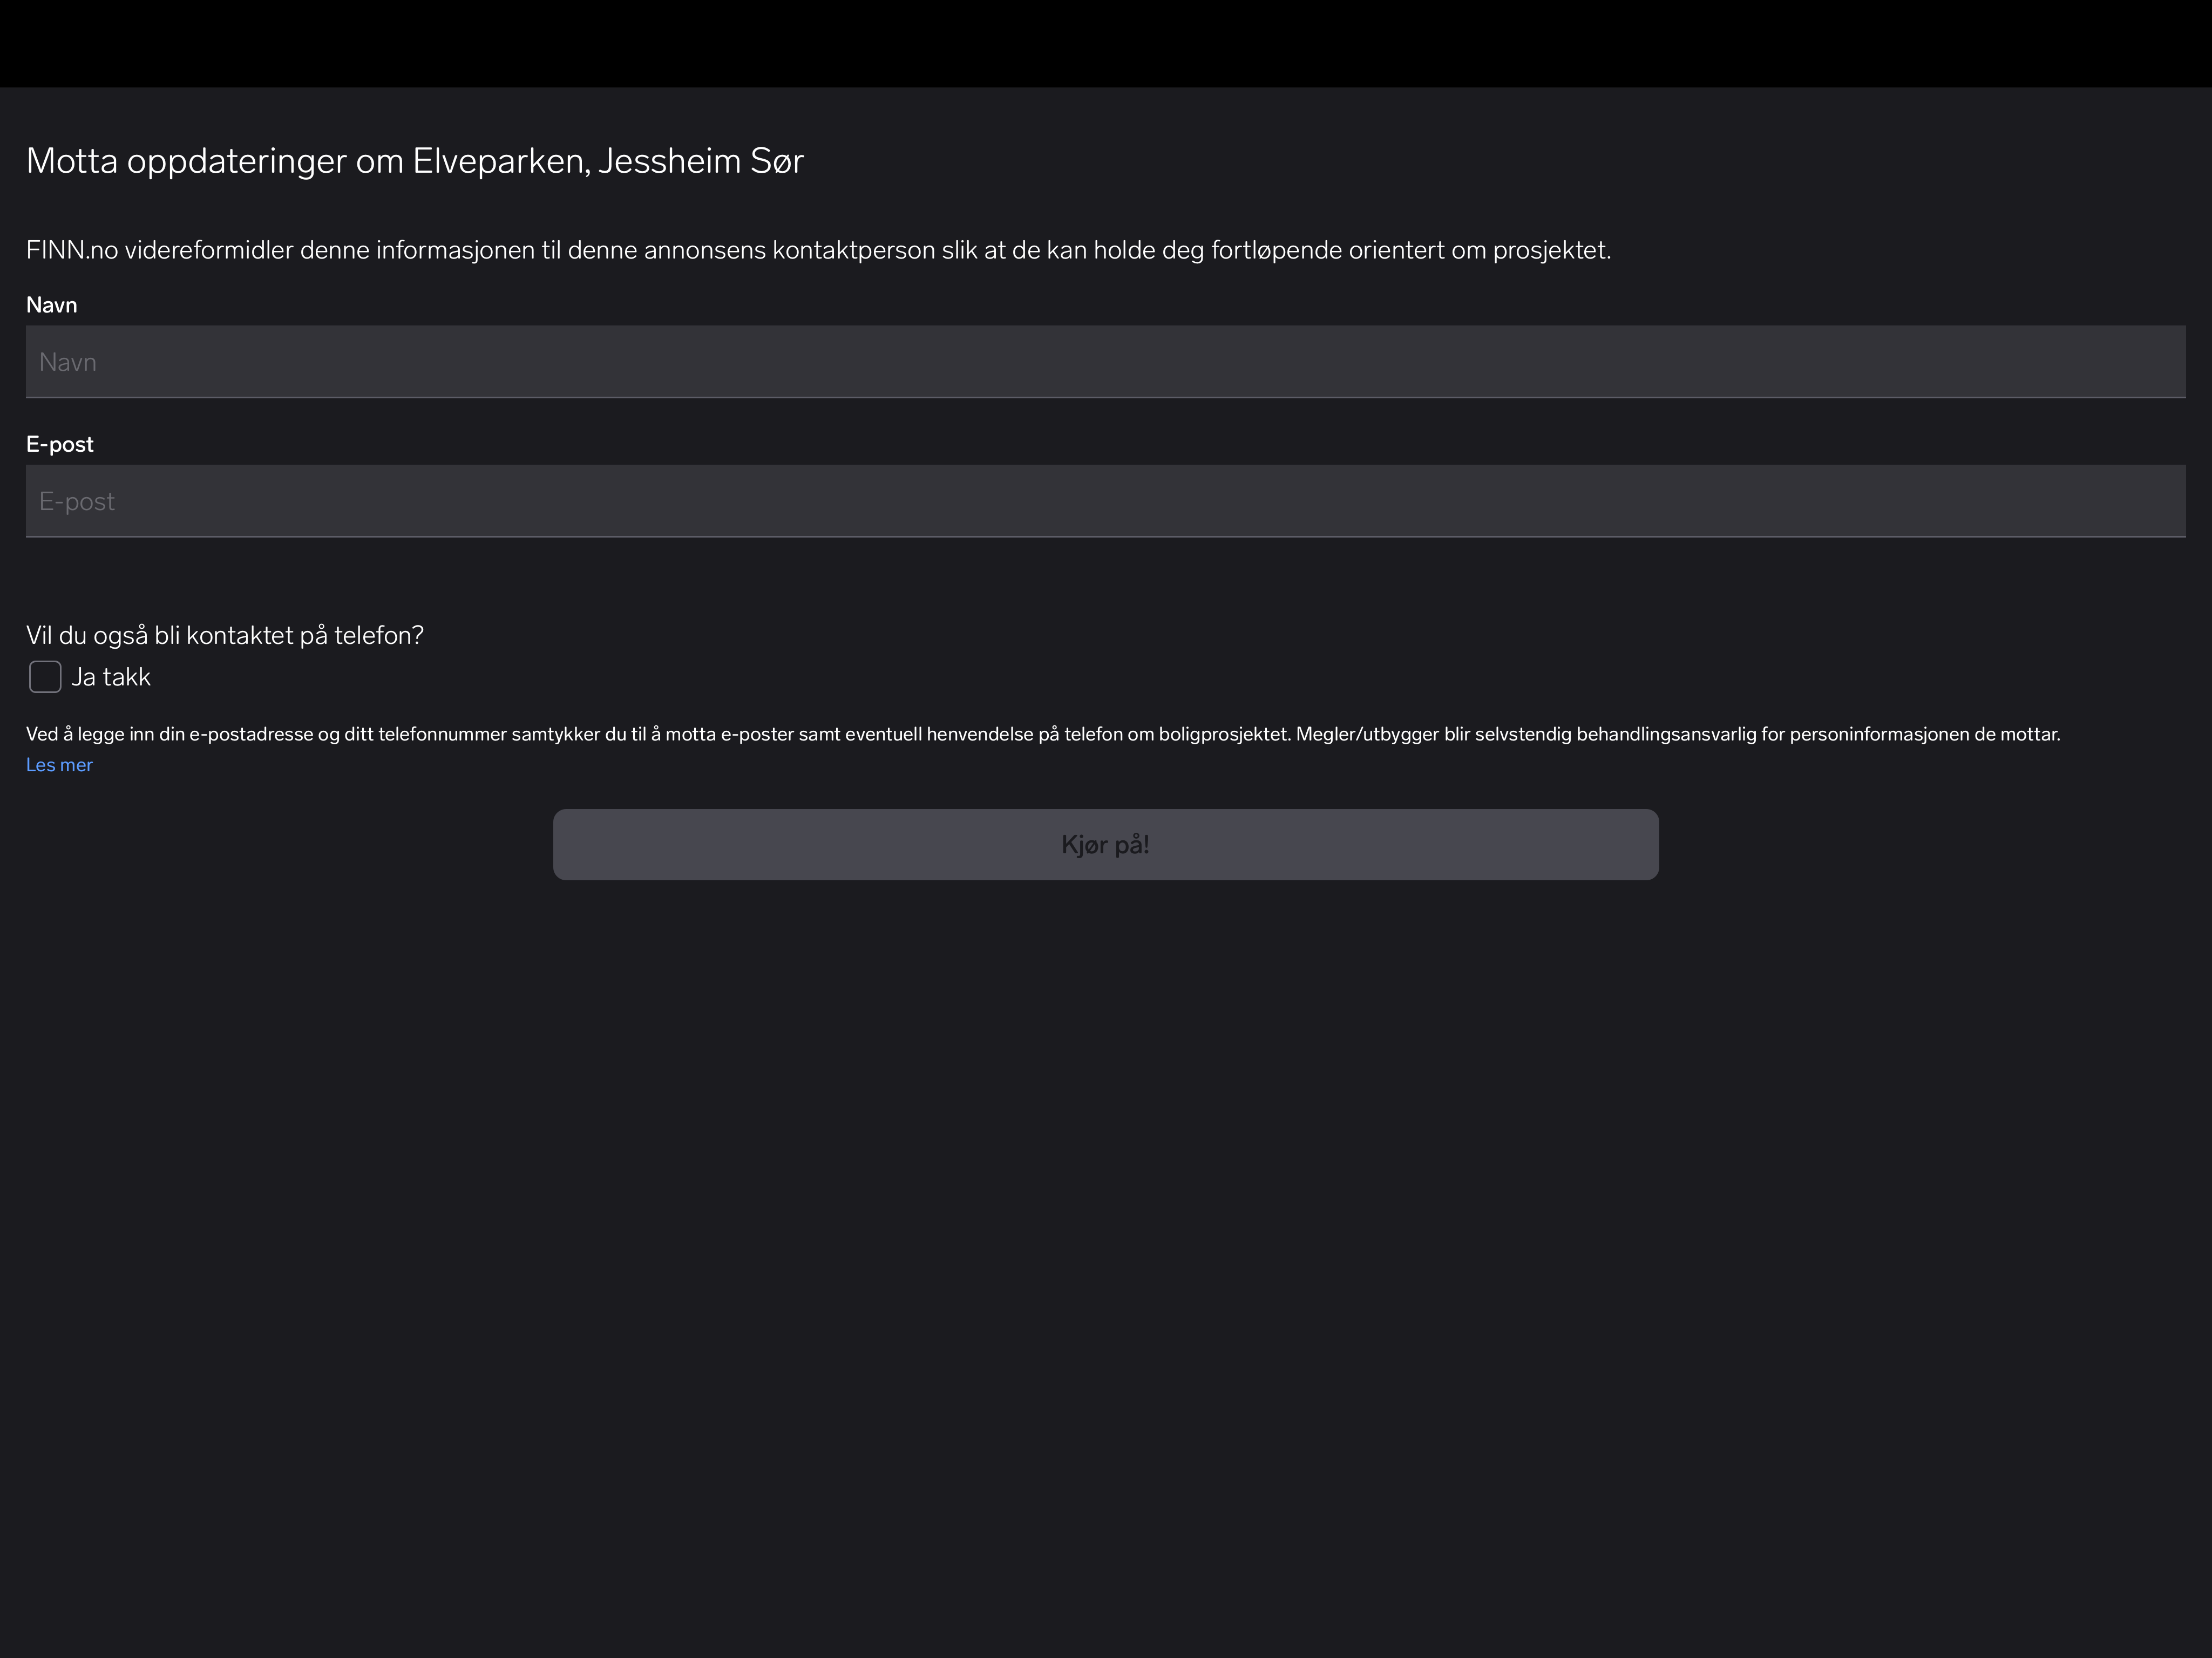 Motta oppdateringer om Elveparken, Jessheim Sør
FINN.no videreformidler denne informasjonen til denne annonsens kontaktperson slik at de kan holde deg fortløpende orientert om prosjektet.
Navn
Navn
E-post
E-post
Vil du også bli kontaktet på telefon?
Ja takk
Ved å legge inn din e-postadresse og ditt telefonnummer samtykker du til å motta e-poster samt eventuell henvendelse på telefon om boligprosjektet. Megler/utbygger blir selvstendig behandlingsansvarlig for personinformasjonen de mottar.
Les mer
Kjør på!